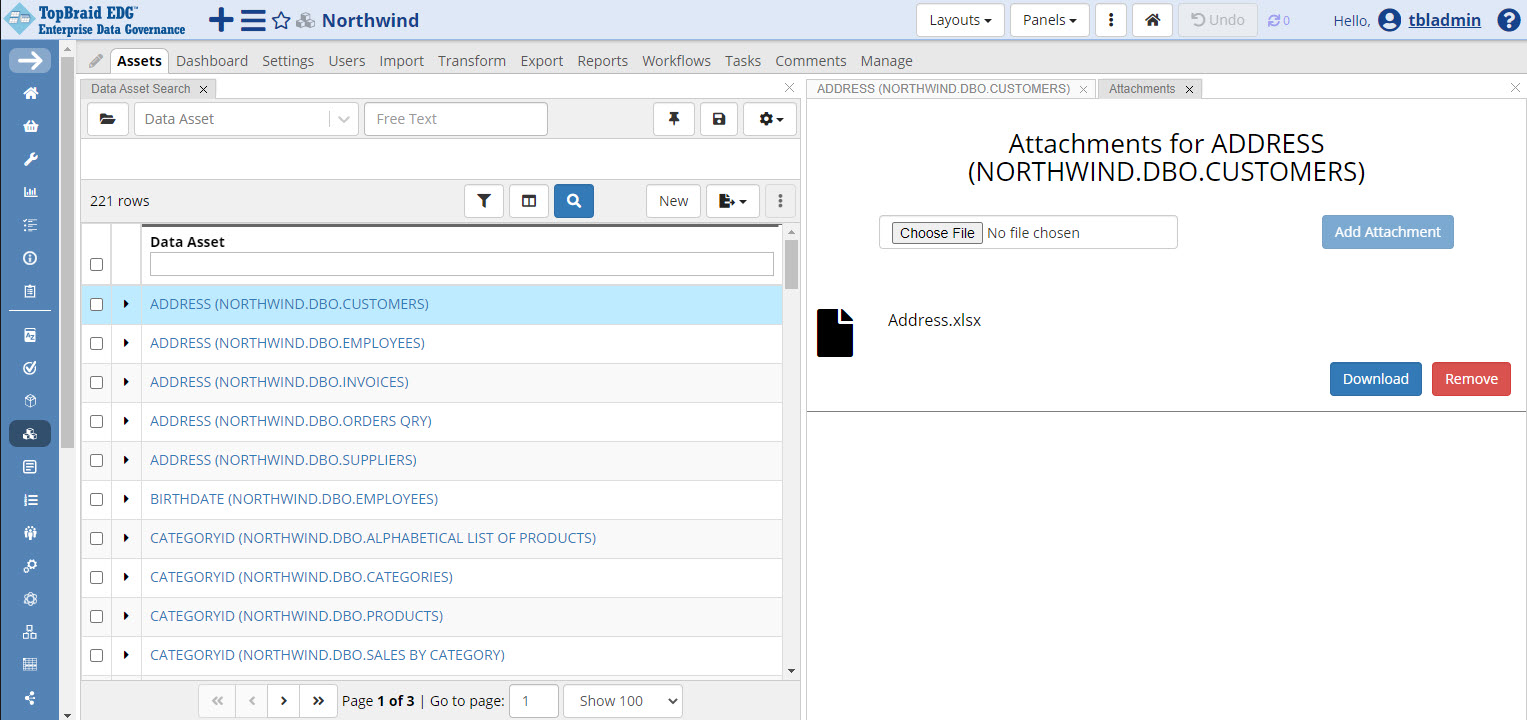 TopBraid EDG™
Enterprise Data Governance
Northwind
Layouts
Panels
Undo
0
Hello,
tbladmin
Assets
Dashboard
Settings
Users
Import
Transform
Export
Reports
Workflows
Tasks
Comments
Manage
Data Asset Search
Data Asset
Free Text
221 rows
New
Data Asset
ADDRESS (NORTHWIND.DBO.CUSTOMERS)
ADDRESS (NORTHWIND.DBO.EMPLOYEES)
ADDRESS (NORTHWIND.DBO.INVOICES)
ADDRESS (NORTHWIND.DBO.ORDERS QRY)
ADDRESS (NORTHWIND.DBO.SUPPLIERS)
BIRTHDATE (NORTHWIND.DBO.EMPLOYEES)
CATEGORYID (NORTHWIND.DBO.ALPHABETICAL LIST OF PRODUCTS)
CATEGORYID (NORTHWIND.DBO.CATEGORIES)
CATEGORYID (NORTHWIND.DBO.PRODUCTS)
CATEGORYID (NORTHWIND.DBO.SALES BY CATEGORY)
Page 1 of 3 | Go to page: 1
Show 100
ADDRESS (NORTHWIND.DBO.CUSTOMERS)
Attachments
Attachments for ADDRESS
(NORTHWIND.DBO.CUSTOMERS)
Choose File No file chosen
Add Attachment
Address.xlsx
Download
Remove